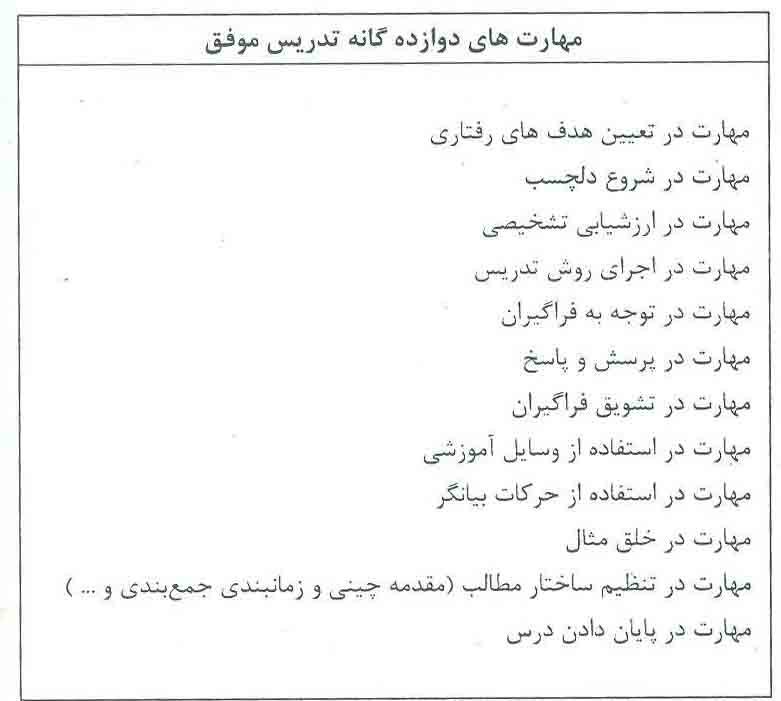 مهارت های دوازده گانه تدریس موفق
مهارت در تعیین هدف های رفتاری
مهارت در شروع دلچسب
مهارت در ارزشیابی تشخیصی
مهارت در اجرای روش تدریس
مهارت در توجه به فراگیران
مهارت در پرسش و پاسخ
مهارت در تشویق فراگیران
مهارت در استفاده از وسایل آموزشی
مهارت در استفاده از حرکات بیانگر
مهارت در خلق مثال
مهارت در تنظیم ساختار مطالب (مقدمه چینی و زمانبندی جمع‌بندی و ... )
مهارت در پایان دادن درس